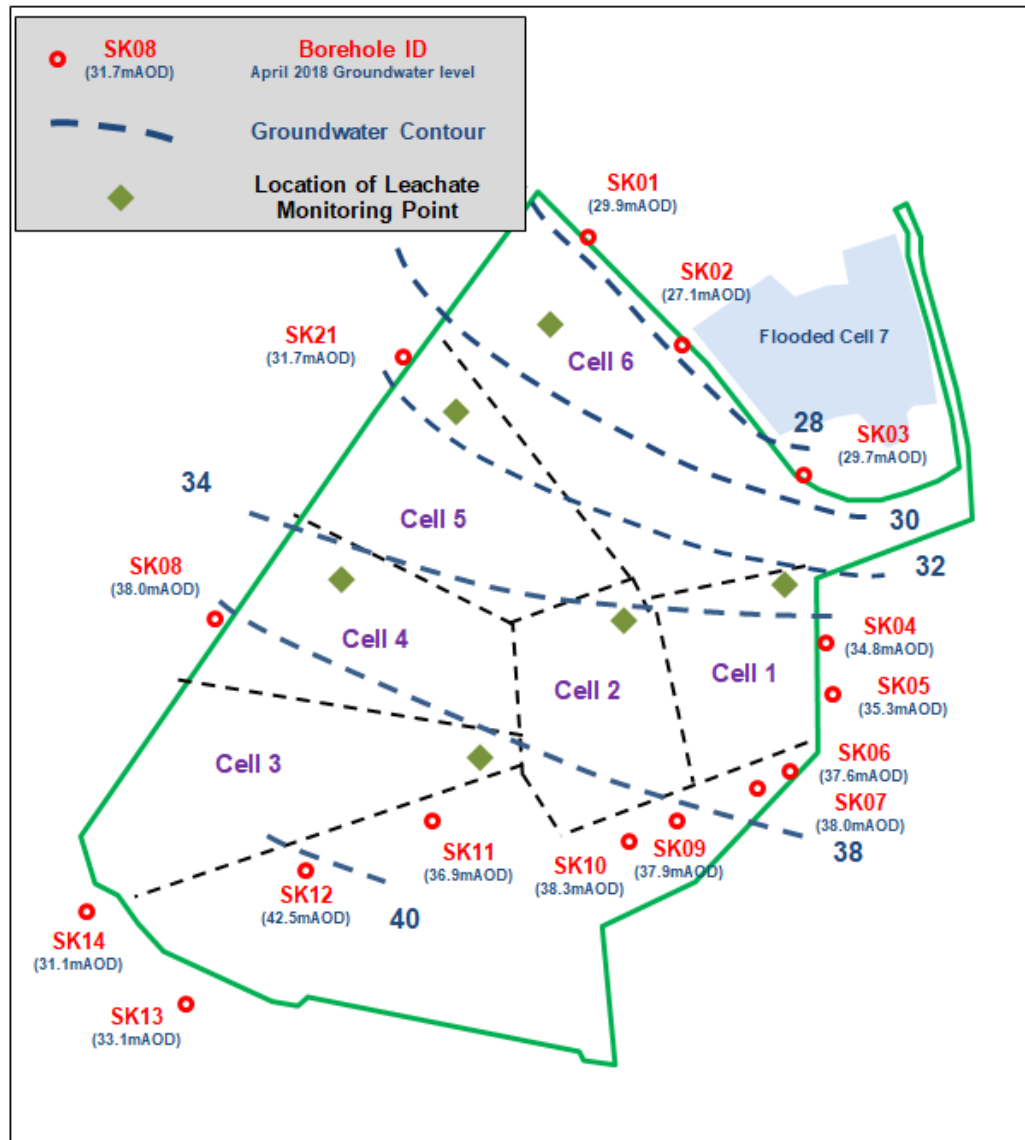 SK08
(31.7mAOD)
Borehole ID
April 2018 Groundwater level
Groundwater Contour
Location of Leachate
Monitoring Point
SK01
(29.9mAOD)
SK02
(27.1mAOD)
Flooded Cell 7
SK21
(31.7mAOD)
Cell 6
28
SK03
(29.7mAOD)
34
30
Cell 5
32
SK08
(38.0mAOD)
Cell 4
SK04
(34.8mAOD)
Cell 2
Cell 1
SK05
(35.3mAOD)
Cell 3
SK06
(37.6mAOD)
SK07
(38.0mAOD)
38
SK11
(36.9mAOD)
SK10
(38.3mAOD)
SK09
(37.9mAOD)
SK12
(42.5mAOD)
40
SK14
(31.1mAOD)
SK13
(33.1mAOD)